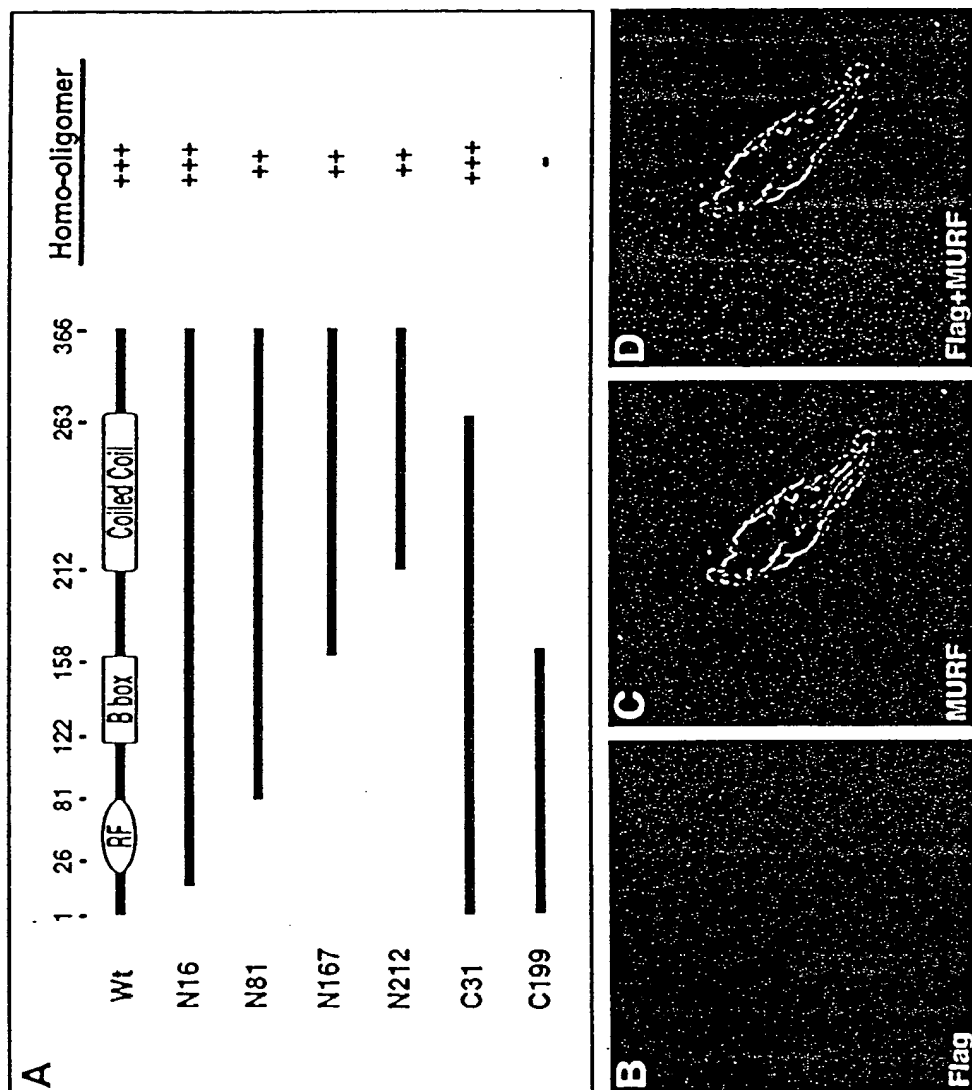 A
Homo-oligomer
1 26 81 122 158 212 263 366
Wt RF B box Coiled Coil +++
N16 +++
N81 ++
N167 ++
N212 ++
C31 +++
C199 -
B
Flag
C
MURF
D
Flag+MURF